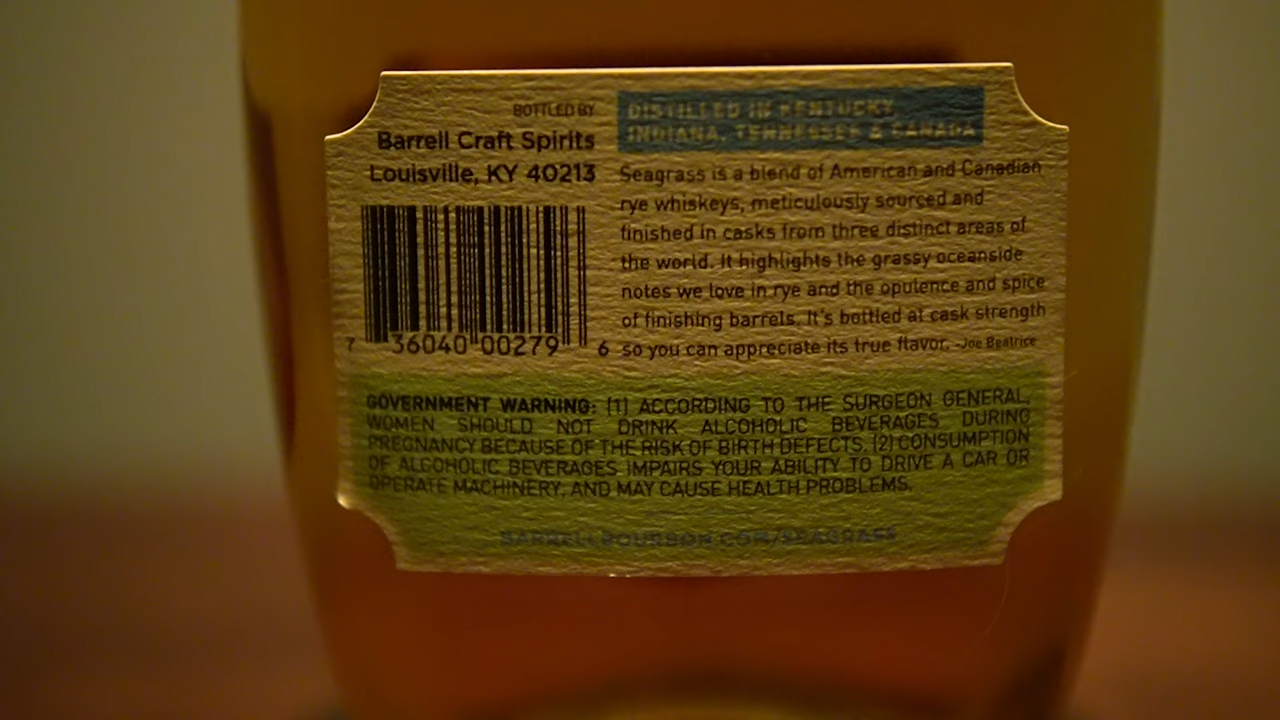 BOTTLED BY
Barrell Craft Spirits
Louisville, KY 40213
7 36040 00279 6
DISTILLED IN KENTUCKY
INDIANA, TENNESSEE & CANADA
Seagrass is a blend of American and Canadian
rye whiskeys, meticulously sourced and
finished in casks from three distinct areas of
the world. It highlights the grassy oceanside
notes we love in rye and the opulence and spice
of finishing barrels. It's bottled at cask strength
so you can appreciate its true flavor. -Joe Beatrice
GOVERNMENT WARNING: (1) ACCORDING TO THE SURGEON GENERAL,
WOMEN SHOULD NOT DRINK ALCOHOLIC BEVERAGES DURING
PREGNANCY BECAUSE OF THE RISK OF BIRTH DEFECTS. (2) CONSUMPTION
OF ALCOHOLIC BEVERAGES IMPAIRS YOUR ABILITY TO DRIVE A CAR OR
OPERATE MACHINERY, AND MAY CAUSE HEALTH PROBLEMS.
BARRELLBOURBON.COM/SEAGRASS